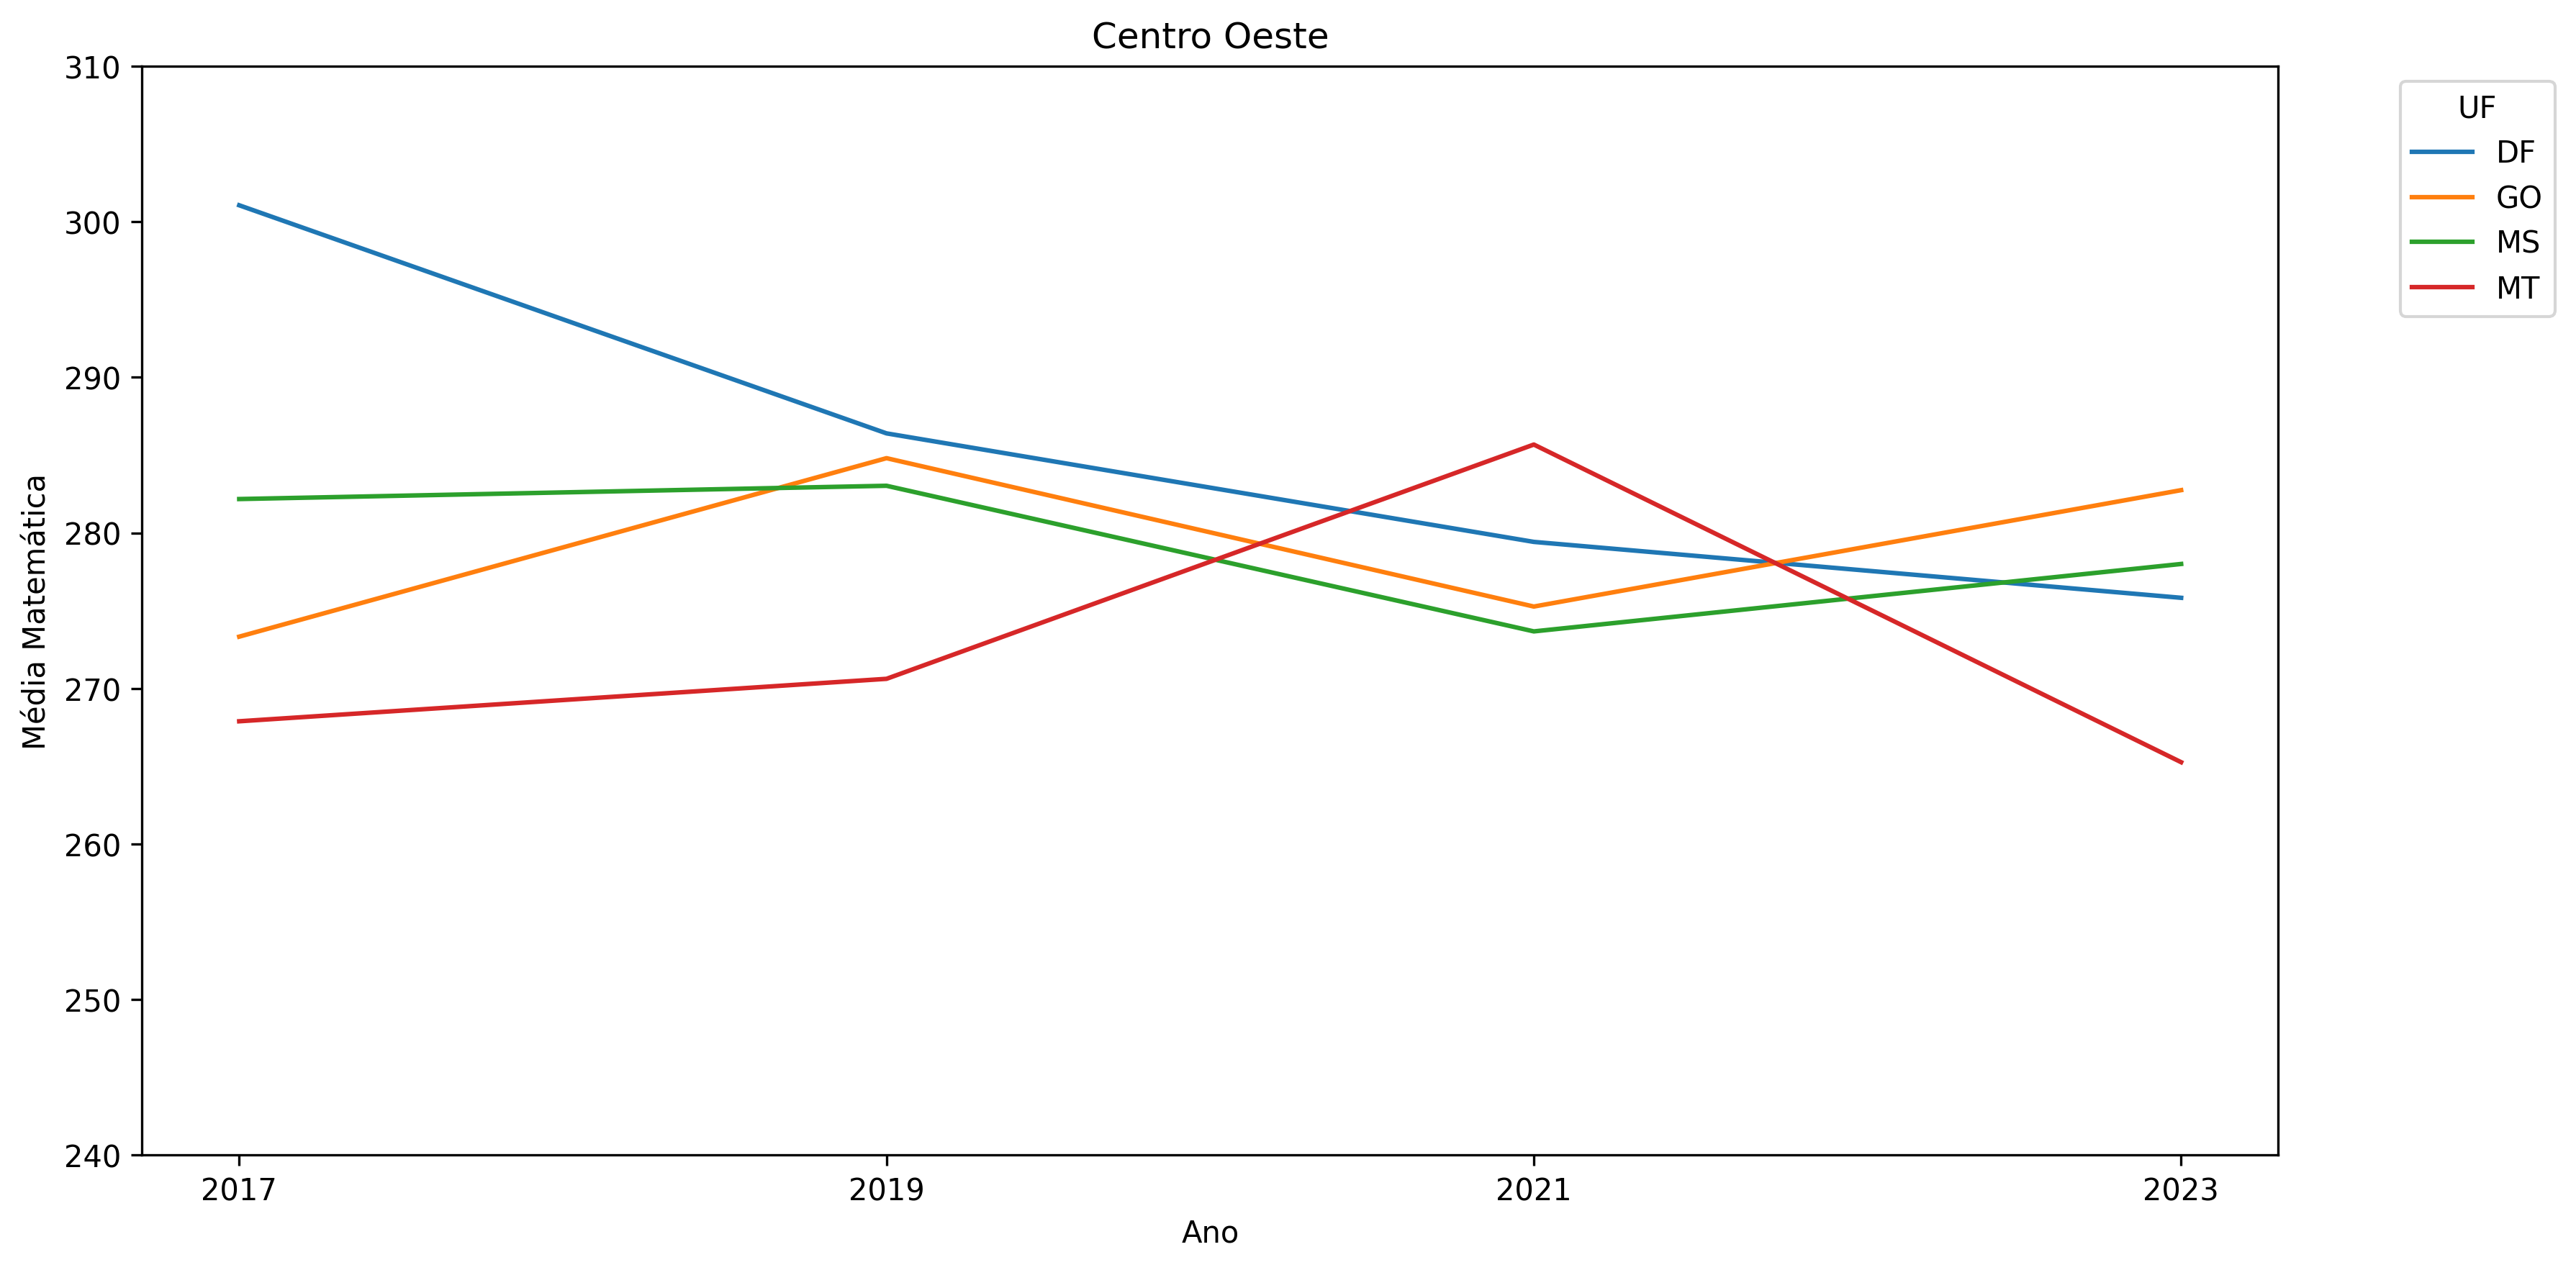 Centro Oeste
310
300
290
280
270
260
250
240
Média Matemática
2017 2019 2021 2023
Ano
UF
DF
GO
MS
MT